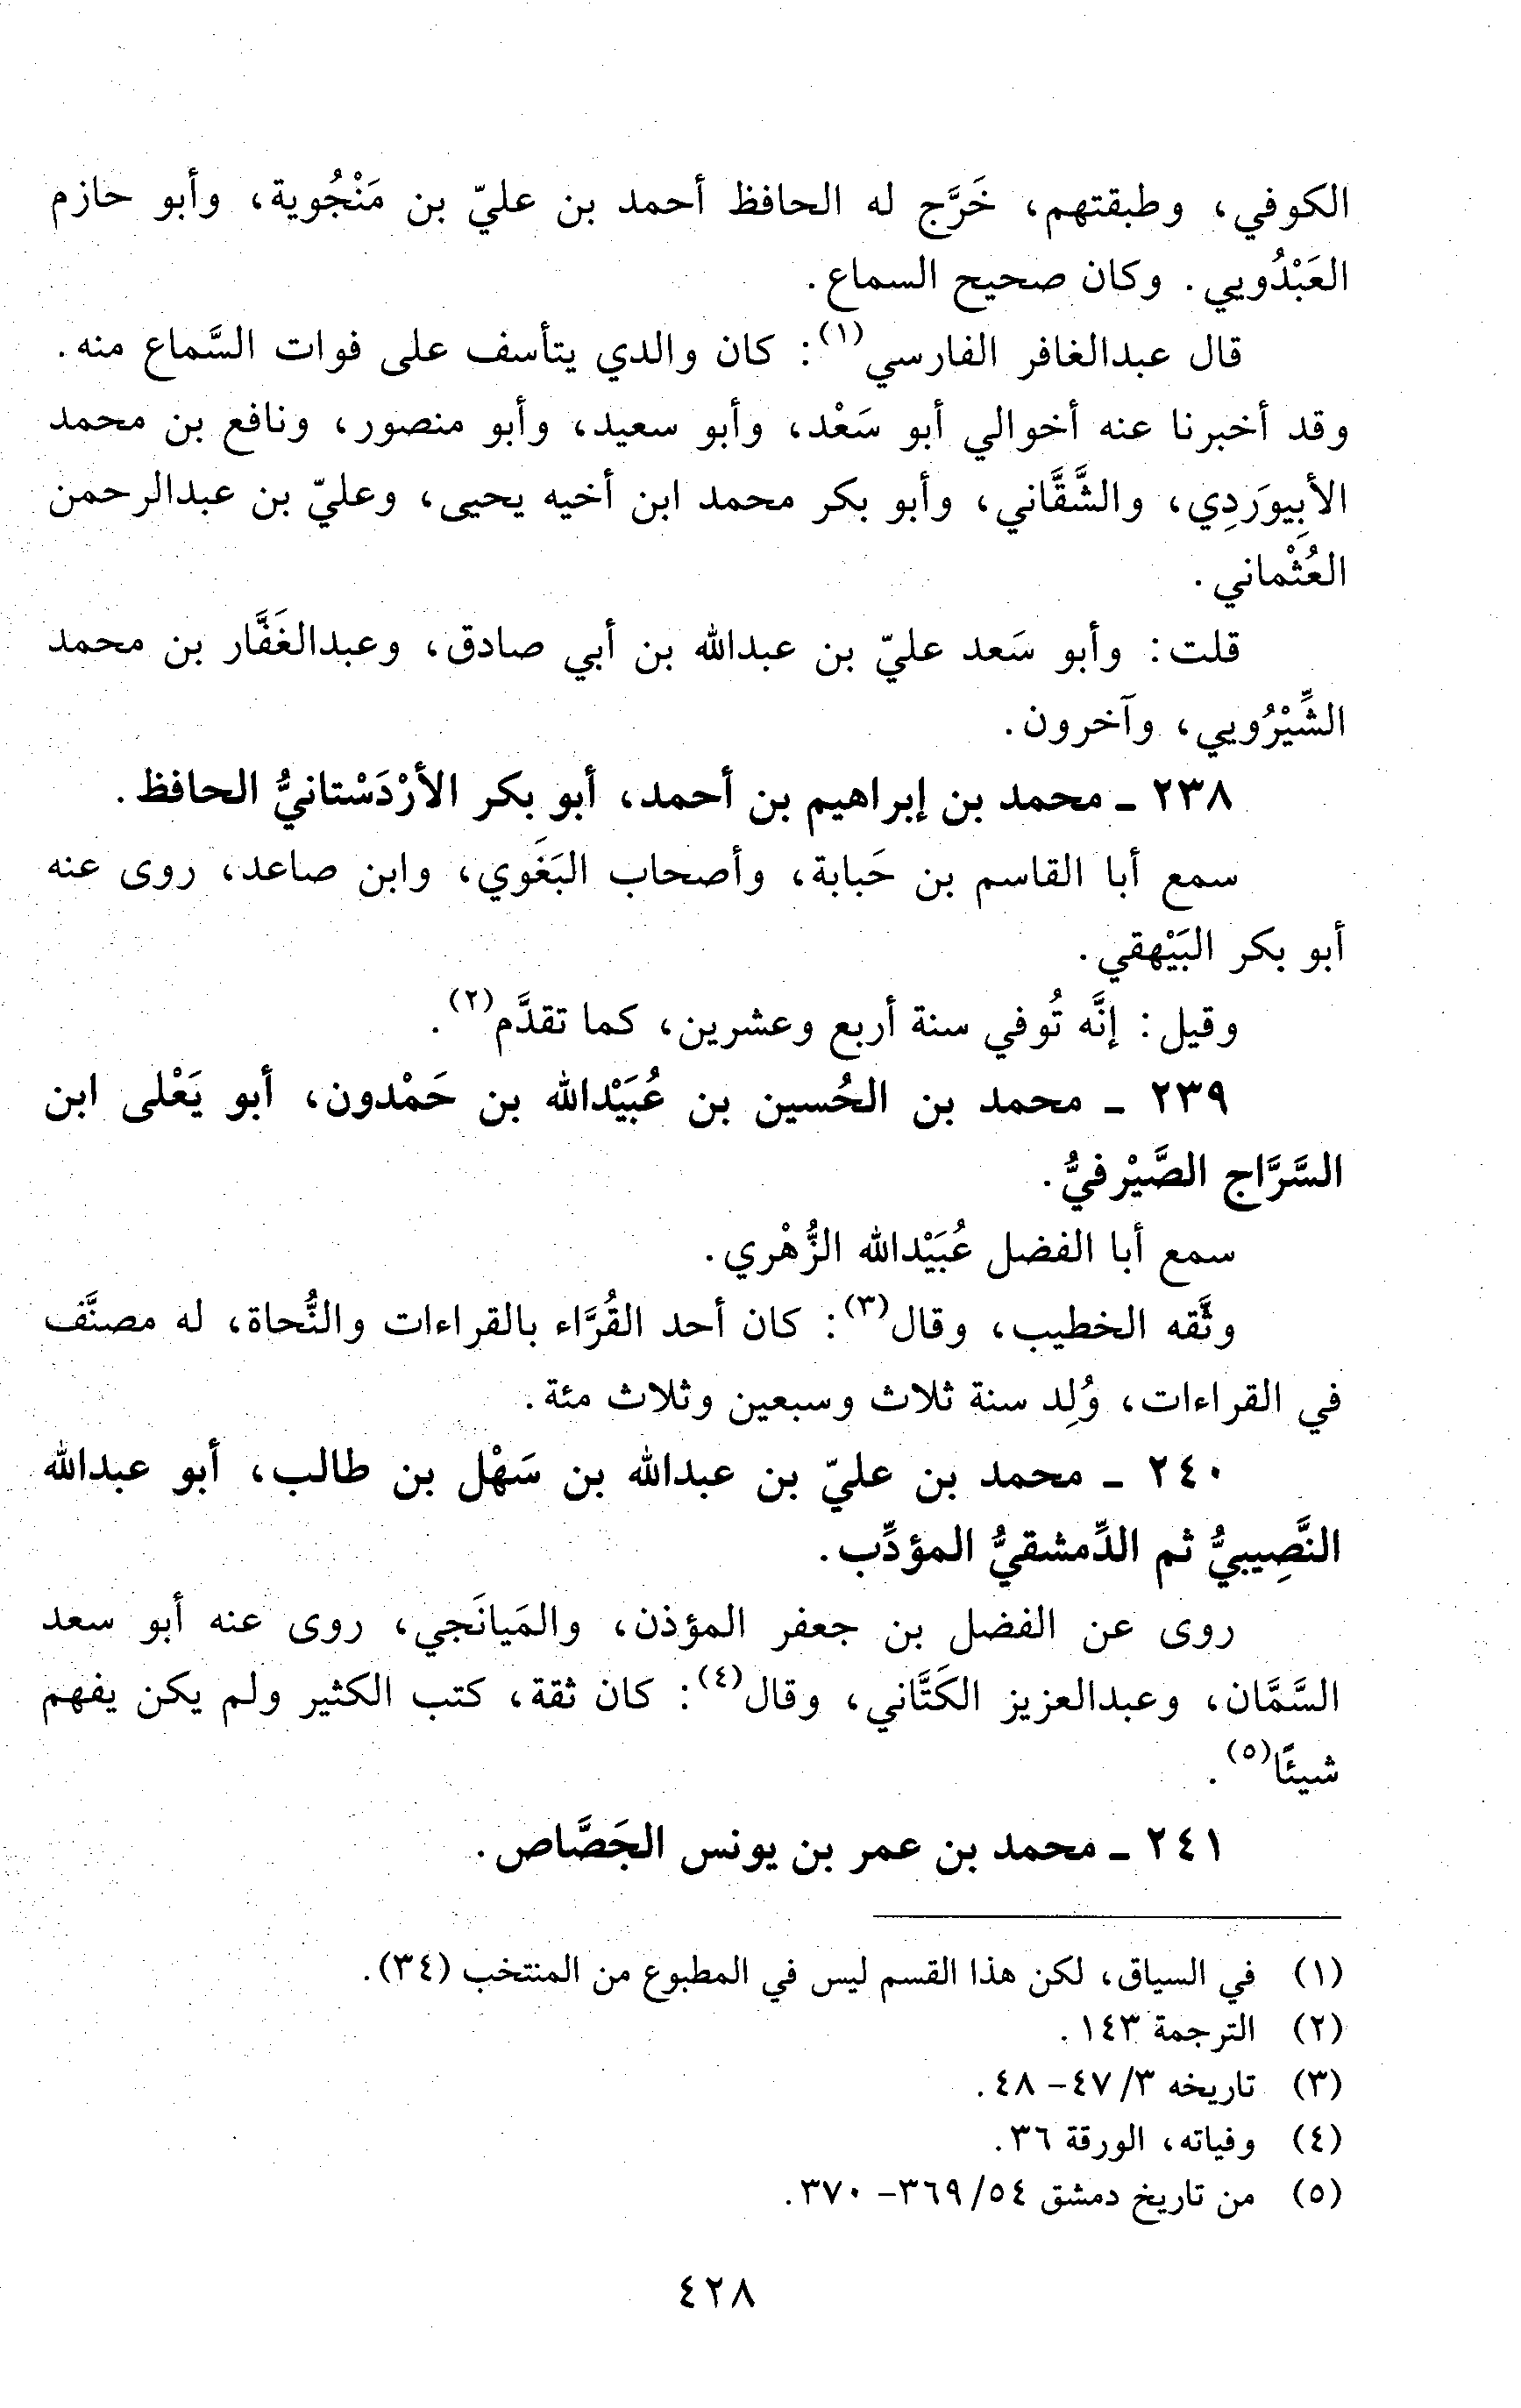 الكوفي، وطبقتهم، خَرَّج له الحافظ أحمد بن عليّ بن مَنْجُوية، وأبو حازم
العَبْدُويي. وكان صحيح السماع.
قال عبدالغافر الفارسي(١): كان والدي يتأسف على فوات السَّماع منه.
وقد أخبرنا عنه أخوالي أبو سَعْد، وأبو سعيد، وأبو منصور، ونافع بن محمد
الأبِيوَردِي، والشَّقَّاني، وأبو بكر محمد ابن أخيه يحيى، وعليّ بن عبدالرحمن
العُثْماني.
قلت: وأبو سَعد عليّ بن عبدالله بن أبي صادق، وعبدالغَفَّار بن محمد
الشِّيْرُويي، وآخرون.
٢٣٨ ـ محمد بن إبراهيم بن أحمد، أبو بكر الأرْدَسْتانيُّ الحافظ.
سمع أبا القاسم بن حَبابة، وأصحاب البَغَوي، وابن صاعد، روى عنه
أبو بكر البَيْهقي.
وقيل: إنَّه تُوفي سنة أربع وعشرين، كما تقدَّم(٢).
٢٣٩ ـ محمد بن الحُسين بن عُبَيْدالله بن حَمْدون، أبو يَعْلى ابن
السَّرَّاج الصَّيْرفيُّ.
سمع أبا الفضل عُبَيْدالله الزُّهْري.
وثَّقه الخطيب، وقال(٣): كان أحد القُرَّاء بالقراءات والنُّحاة، له مصنَّف
في القراءات، وُلِد سنة ثلاث وسبعين وثلاث مئة.
٢٤٠ ـ محمد بن عليّ بن عبدالله بن سَهْل بن طالب، أبو عبدالله
النَّصِيبيُّ ثم الدِّمشقيُّ المؤدِّب.
روى عن الفضل بن جعفر المؤذن، والمَيانَجي، روى عنه أبو سعد
السَّمَّان، وعبدالعزيز الكَتَّاني، وقال(٤): كان ثقة، كتب الكثير ولم يكن يفهم
شيئًا(٥).
٢٤١ ـ محمد بن عمر بن يونس الجَصَّاص.
(١) في السياق، لكن هذا القسم ليس في المطبوع من المنتخب (٣٤).
(٢) الترجمة ١٤٣.
(٣) تاريخه ٣/ ٤٧- ٤٨.
(٤) وفياته، الورقة ٣٦.
(٥) من تاريخ دمشق ٥٤/ ٣٦٩- ٣٧٠.
٤٢٨